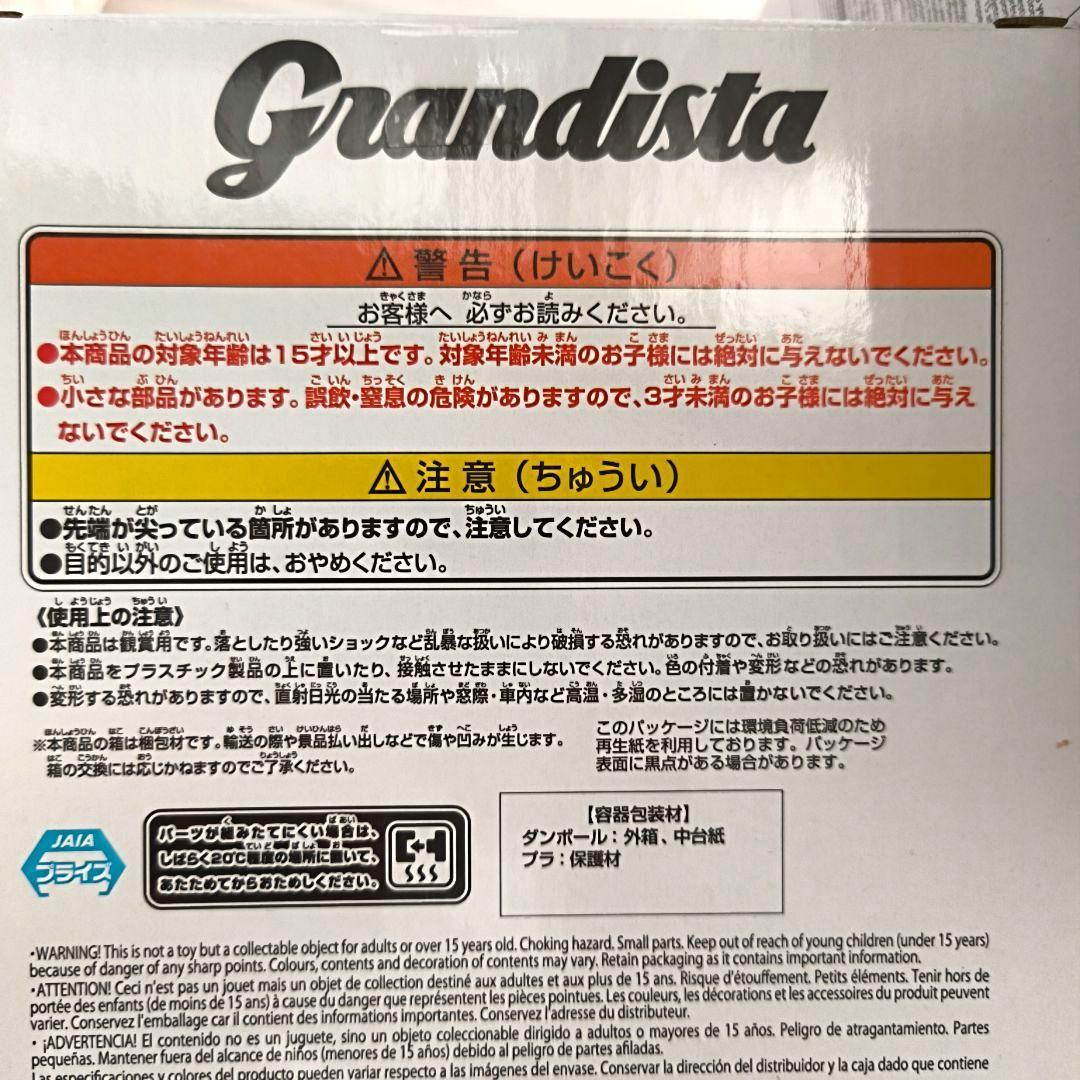 Grandista
⚠警告（けいこく）
お客様へ 必ずお読みください。
●本商品の対象年齢は15才以上です。対象年齢未満のお子様には絶対に与えないでください。
●小さな部品があります。誤飲・窒息の危険がありますので、3才未満のお子様には絶対に与え
ないでください。
⚠注意（ちゅうい）
●先端が尖っている箇所がありますので、注意してください。
●目的以外のご使用は、おやめください。
《使用上の注意》
●本商品は観賞用です。落としたり強いショックなど乱暴な扱いにより破損する恐れがありますので、お取り扱いにはご注意ください。
●本商品をプラスチック製品の上に置いたり、接触させたままにしないでください。色の付着や変形などの恐れがあります。
●変形する恐れがありますので、直射日光の当たる場所や窓際・車内など高温・多湿のところには置かないでください。
※本商品の箱は梱包材です。輸送の際や景品払い出しなどで傷や凹みが生じます。
箱の交換には応じかねますのでご了承ください。
このパッケージには環境負荷低減のため
再生紙を利用しております。パッケージ
表面に黒点がある場合があります。
JAIA
プライズ
パーツが組みたてにくい場合は、
しばらく20℃程度の場所に置いて、
あたためてからおためしください。
【容器包装材】
ダンボール：外箱、中台紙
プラ：保護材
•WARNING! This is not a toy but a collectable object for adults or over 15 years old. Choking hazard. Small parts. Keep out of reach of young children (under 15 years)
because of danger of any sharp points. Colours, contents and decoration of contents may vary. Retain packaging as it contains important information.
•ATTENTION! Ceci n'est pas un jouet mais un objet de collection destiné aux adultes et aux plus de 15 ans. Risque d'étouffement. Petits éléments. Tenir hors de
portée des enfants (de moins de 15 ans) à cause du danger que représentent les pièces pointues. Les couleurs, les décorations et les accessoires du produit peuvent
varier. Conservez l'emballage car il contient des informations importantes. Conservez l'adresse du distributeur.
• ¡ADVERTENCIA! El contenido no es un juguete, sino un objeto coleccionable dirigido a adultos o mayores de 15 años. Peligro de atragantamiento. Partes
pequeñas. Mantener fuera del alcance de niños (menores de 15 años) debido al peligro de partes afiladas.
Las especificaciones y colores del producto pueden variar respecto a las imágenes del envase. Conservar la dirección del distribuidor y la caja dado que contiene